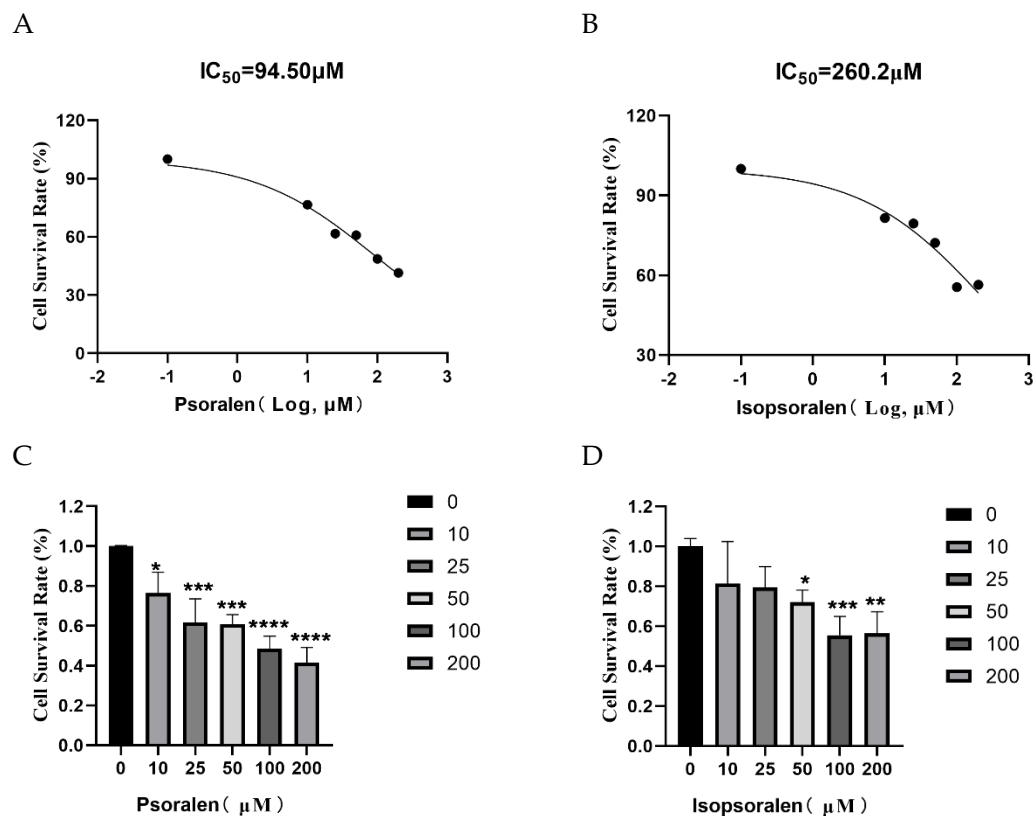 A
IC50=94.50μM
120
90
60
30
0
Cell Survival Rate (%)
-2 -1 0 1 2 3
Psoralen( Log, μM)
B
IC50=260.2μM
120
90
60
30
Cell Survival Rate (%)
-2 -1 0 1 2 3
Isopsoralen( Log, μM)
C
1.2
1.0
0.8
0.6
0.4
0.2
0.0
Cell Survival Rate (%)
* *** *** **** ****
0 10 25 50 100 200
Psoralen( μM)
0
10
25
50
100
200
D
1.2
1.0
0.8
0.6
0.4
0.2
0.0
Cell Survival Rate (%)
* *** **
0 10 25 50 100 200
Isopsoralen( μM)
0
10
25
50
100
200